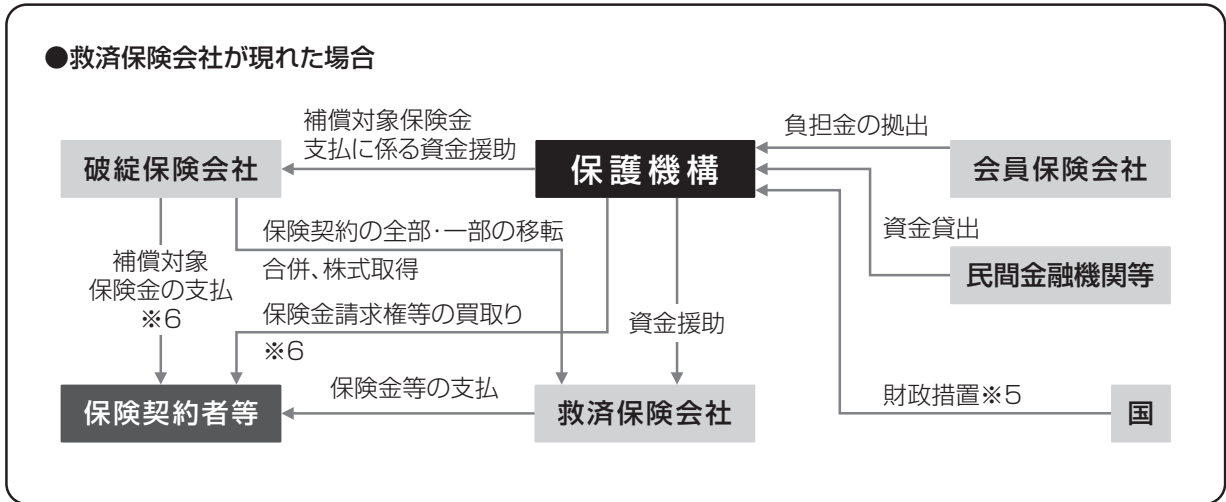 ●救済保険会社が現れた場合
補償対象保険金
支払に係る資金援助
負担金の拠出
破綻保険会社
保護機構
会員保険会社
保険契約の全部・一部の移転
合併、株式取得
資金貸出
補償対象
保険金の支払
※6
民間金融機関等
保険金請求権等の買取り
※6
資金援助
保険金等の支払
財政措置※5
保険契約者等
救済保険会社
国